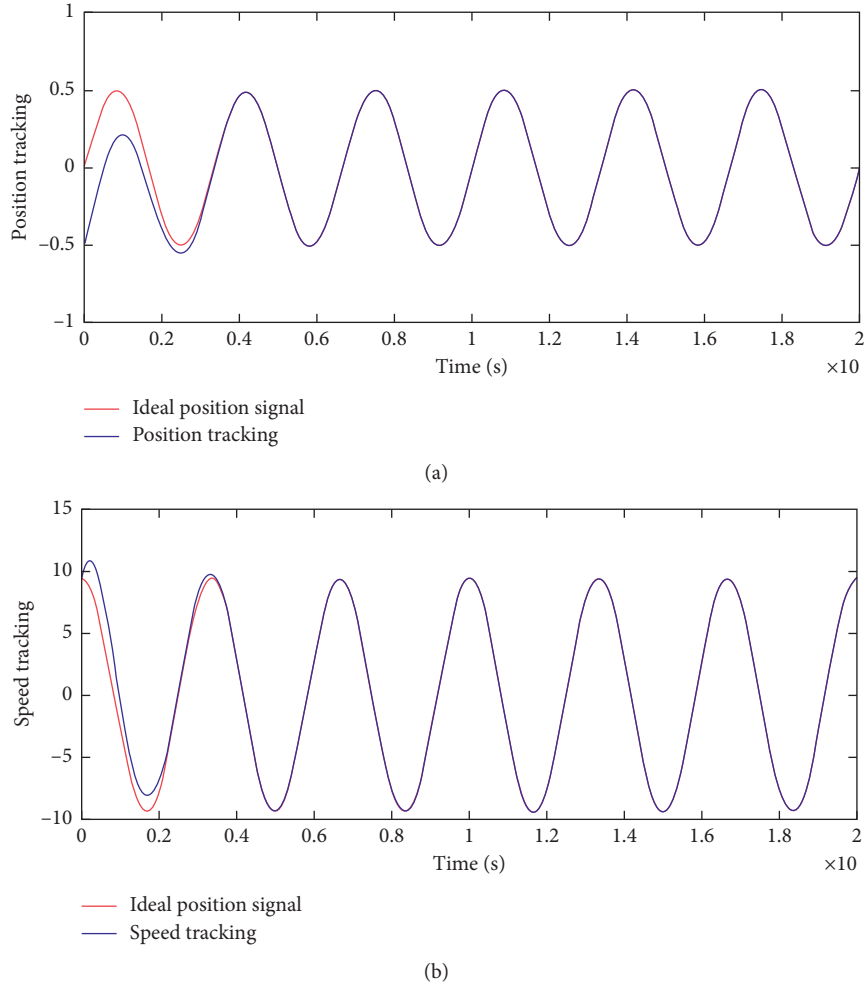 Position tracking
1
0.5
0
−0.5
−1
0 0.2 0.4 0.6 0.8 1 1.2 1.4 1.6 1.8 2
Time (s)
×10
Ideal position signal
Position tracking
(a)
Speed tracking
15
10
5
0
−5
−10
0 0.2 0.4 0.6 0.8 1 1.2 1.4 1.6 1.8 2
Time (s)
×10
Ideal position signal
Speed tracking
(b)